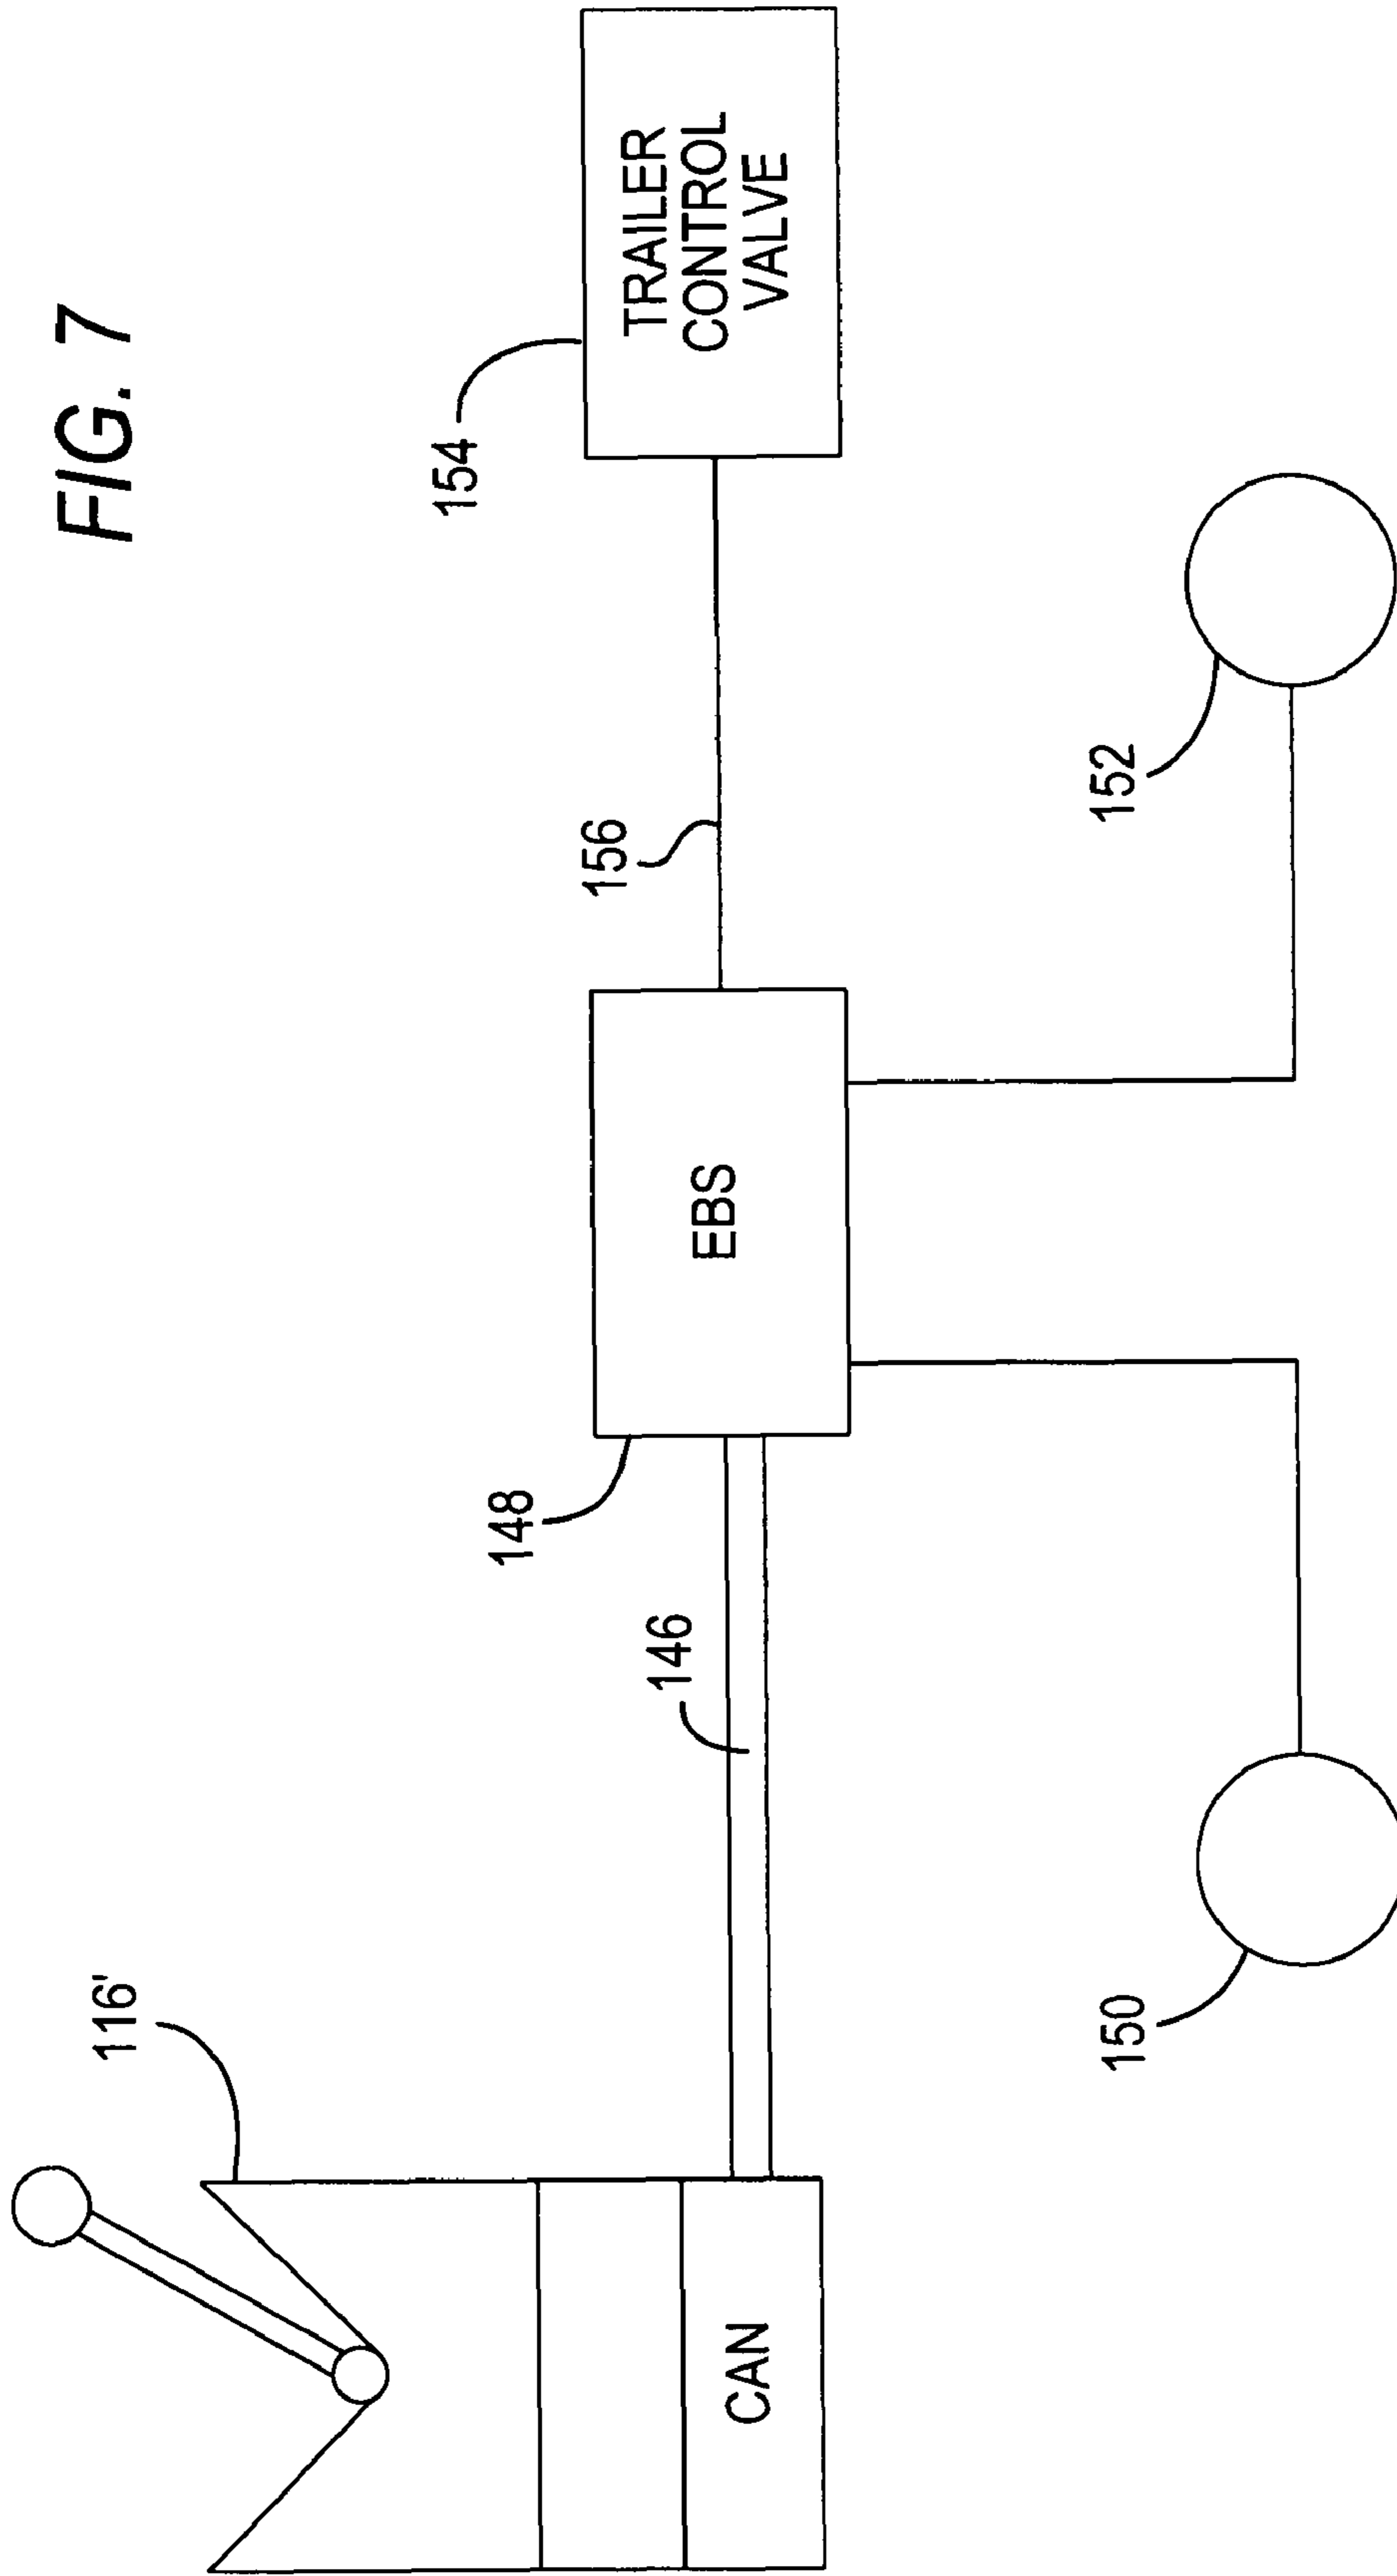 FIG. 7
116'
CAN
146
148
EBS
150
152
156
154
TRAILER
CONTROL
VALVE